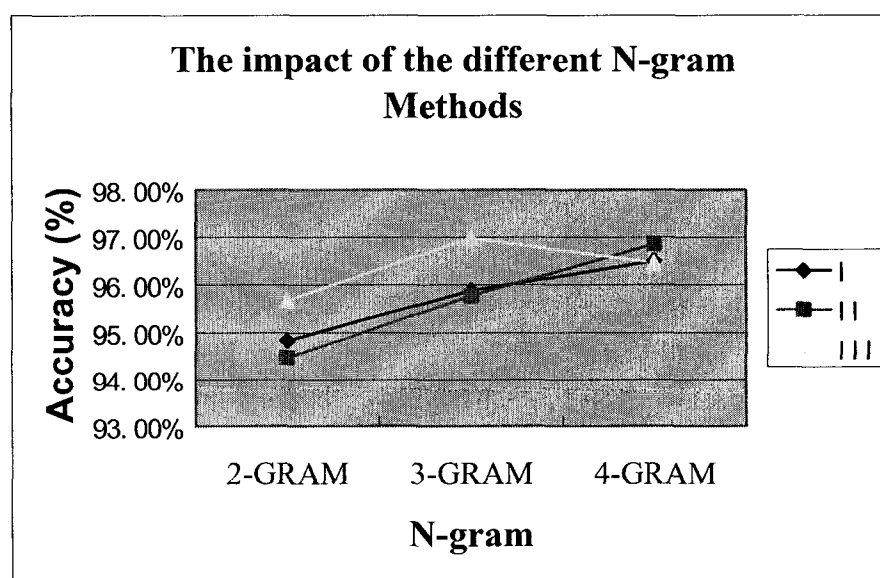 The impact of the different N-gram
Methods
Accuracy (%)
98. 00%
97. 00%
96. 00%
95. 00%
94. 00%
93. 00%
2-GRAM 3-GRAM 4-GRAM
N-gram
I
II
III